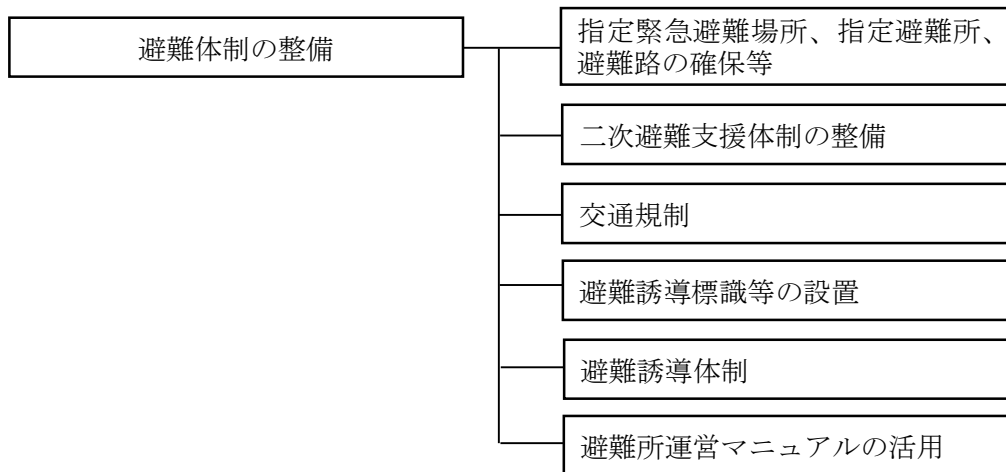 避難体制の整備
指定緊急避難場所、指定避難所、
避難路の確保等
二次避難支援体制の整備
交通規制
避難誘導標識等の設置
避難誘導体制
避難所運営マニュアルの活用